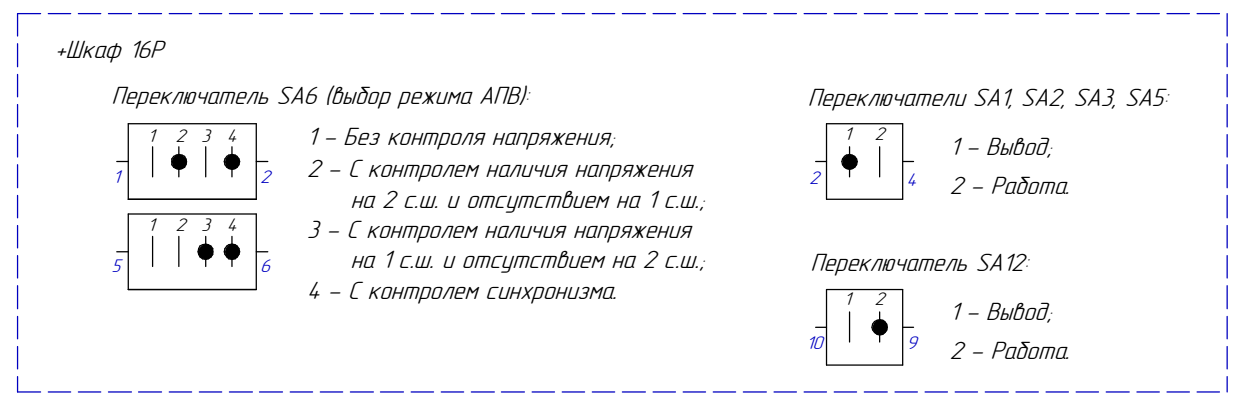 +Шкаф 16Р
Переключатель SA6 (выбор режима АПВ):
1 2 3 4
1 2
1 – Без контроля напряжения;
2 – С контролем наличия напряжения
на 2 с.ш. и отсутствием на 1 с.ш.;
1 2 3 4
5 6
3 – С контролем наличия напряжения
на 1 с.ш. и отсутствием на 2 с.ш.;
4 – С контролем синхронизма.
Переключатели SA1, SA2, SA3, SA5:
1 2
2 4
1 – Вывод;
2 – Работа.
Переключатель SA12:
1 2
10 9
1 – Вывод;
2 – Работа.